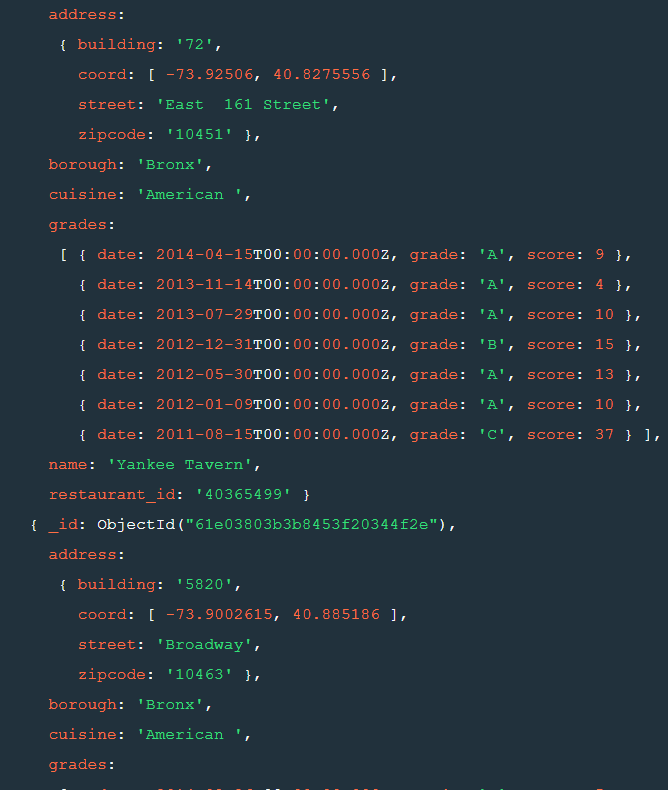 address:
{ building: '72',
coord: [ -73.92506, 40.8275556 ],
street: 'East  161 Street',
zipcode: '10451' },
borough: 'Bronx',
cuisine: 'American ',
grades:
[ { date: 2014-04-15T00:00:00.000Z, grade: 'A', score: 9 },
{ date: 2013-11-14T00:00:00.000Z, grade: 'A', score: 4 },
{ date: 2013-07-29T00:00:00.000Z, grade: 'A', score: 10 },
{ date: 2012-12-31T00:00:00.000Z, grade: 'B', score: 15 },
{ date: 2012-05-30T00:00:00.000Z, grade: 'A', score: 13 },
{ date: 2012-01-09T00:00:00.000Z, grade: 'A', score: 10 },
{ date: 2011-08-15T00:00:00.000Z, grade: 'C', score: 37 } ],
name: 'Yankee Tavern',
restaurant_id: '40365499' }
{ _id: ObjectId("61e03803b3b8453f20344f2e"),
address:
{ building: '5820',
coord: [ -73.9002615, 40.885186 ],
street: 'Broadway',
zipcode: '10463' },
borough: 'Bronx',
cuisine: 'American ',
grades: